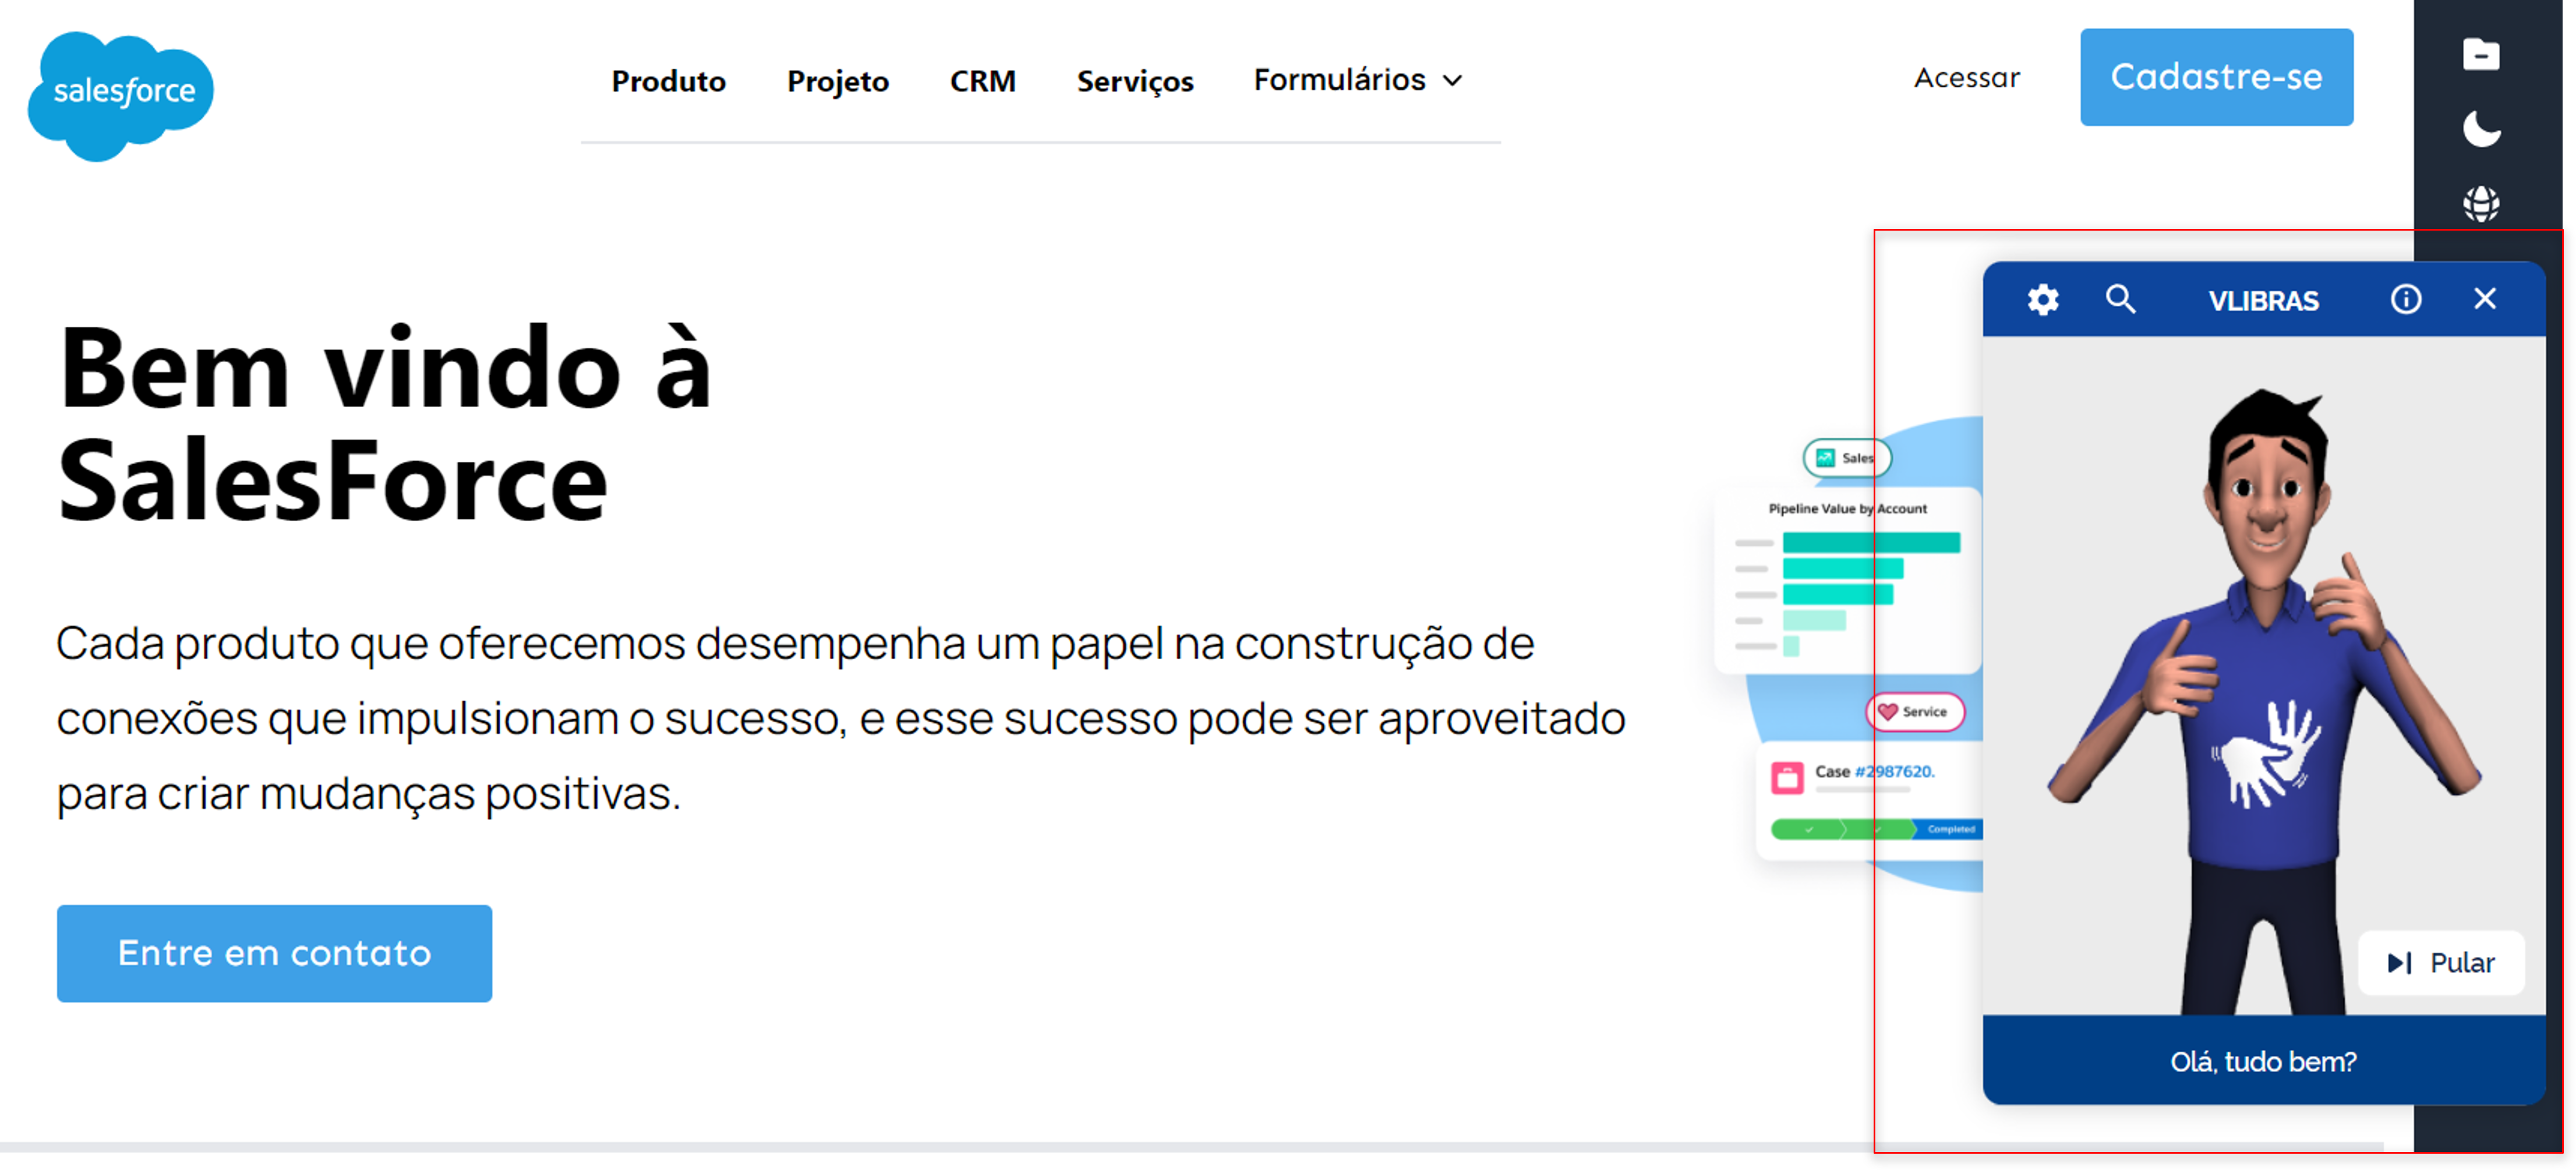 salesforce
Produto Projeto CRM Serviços Formulários
Acessar
Cadastre-se
Bem vindo à
SalesForce
Cada produto que oferecemos desempenha um papel na construção de
conexões que impulsionam o sucesso, e esse sucesso pode ser aproveitado
para criar mudanças positivas.
Entre em contato
Sales
Pipeline Value by Account
Service
Case #2987620.
Completed
VLIBRAS
Pular
Olá, tudo bem?